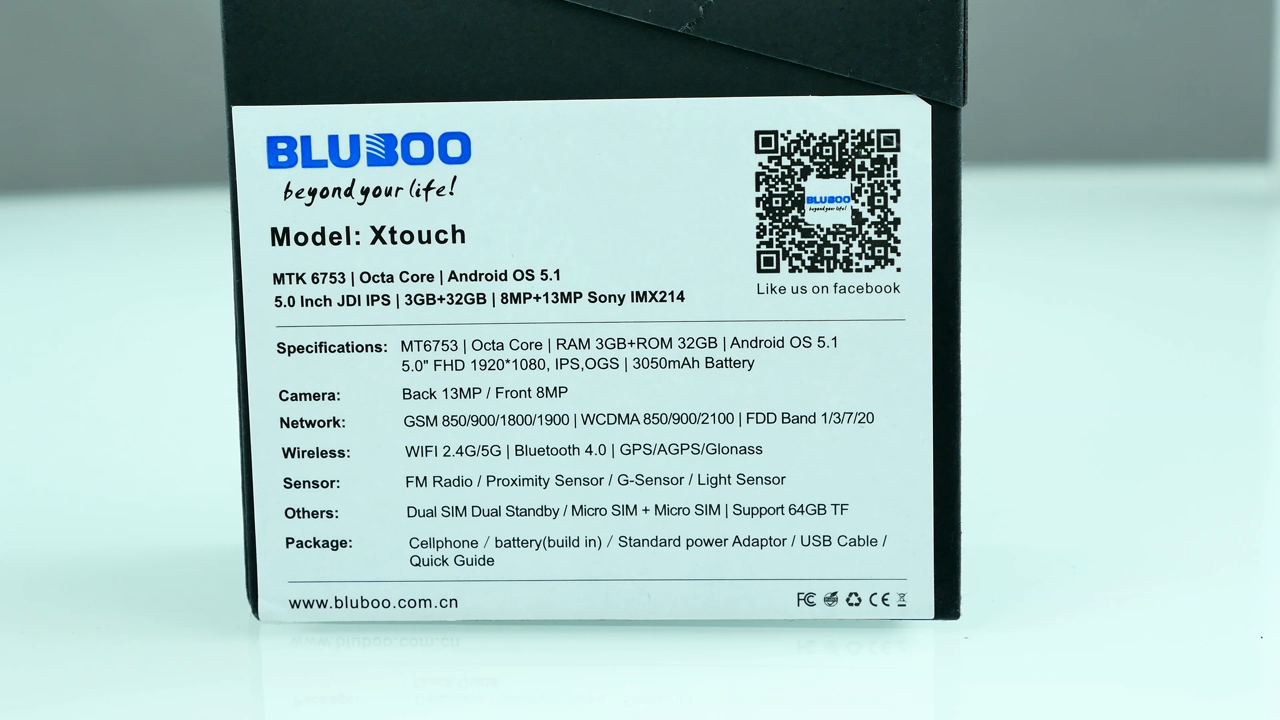 BLUBOO
beyond your life!
Model: Xtouch
MTK 6753 | Octa Core | Android OS 5.1
5.0 Inch JDI IPS | 3GB+32GB | 8MP+13MP Sony IMX214
BLUBOO
beyond your life!
Like us on facebook
Specifications: MT6753 | Octa Core | RAM 3GB+ROM 32GB | Android OS 5.1
5.0" FHD 1920*1080, IPS,OGS | 3050mAh Battery
Camera: Back 13MP / Front 8MP
Network: GSM 850/900/1800/1900 | WCDMA 850/900/2100 | FDD Band 1/3/7/20
Wireless: WIFI 2.4G/5G | Bluetooth 4.0 | GPS/AGPS/Glonass
Sensor: FM Radio / Proximity Sensor / G-Sensor / Light Sensor
Others: Dual SIM Dual Standby / Micro SIM + Micro SIM | Support 64GB TF
Package: Cellphone / battery(build in) / Standard power Adaptor / USB Cable /
Quick Guide
www.bluboo.com.cn
FC CE